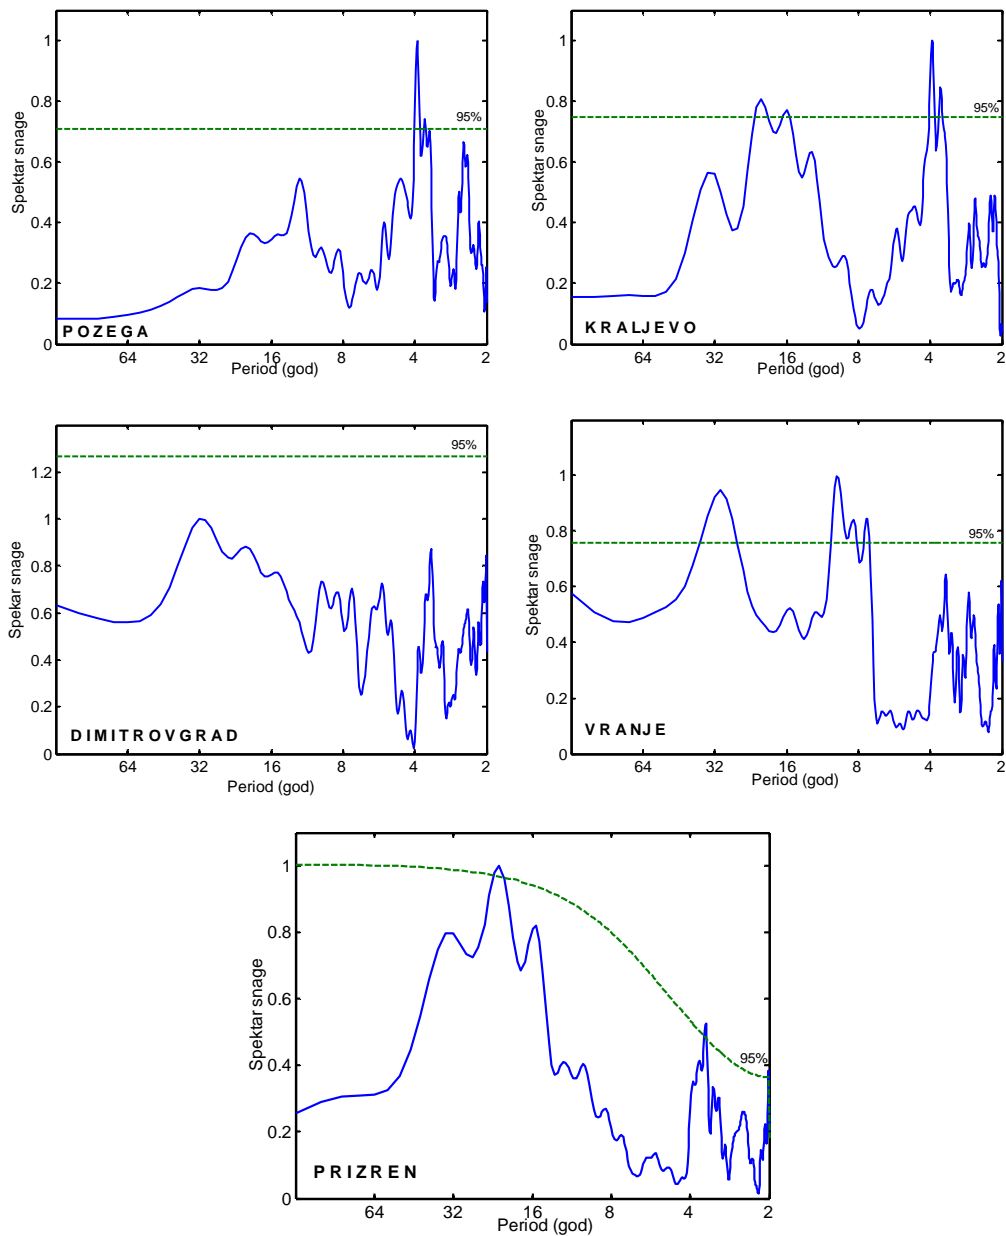 1
0.8
0.6
0.4
0.2
0
Spektar snage
95%
POZEGA
64 32 16 8 4 2
Period (god)
1
0.8
0.6
0.4
0.2
0
Spektar snage
95%
KRALJEVO
64 32 16 8 4 2
Period (god)
1.2
1
0.8
0.6
0.4
0.2
0
Spekar snage
95%
DIMITROVGRAD
64 32 16 8 4 2
Period (god)
1
0.8
0.6
0.4
0.2
0
Spektar snage
95%
VRANJE
64 32 16 8 4 2
Period (god)
1
0.8
0.6
0.4
0.2
0
Spektar snage
95%
PRIZREN
64 32 16 8 4 2
Period (god)